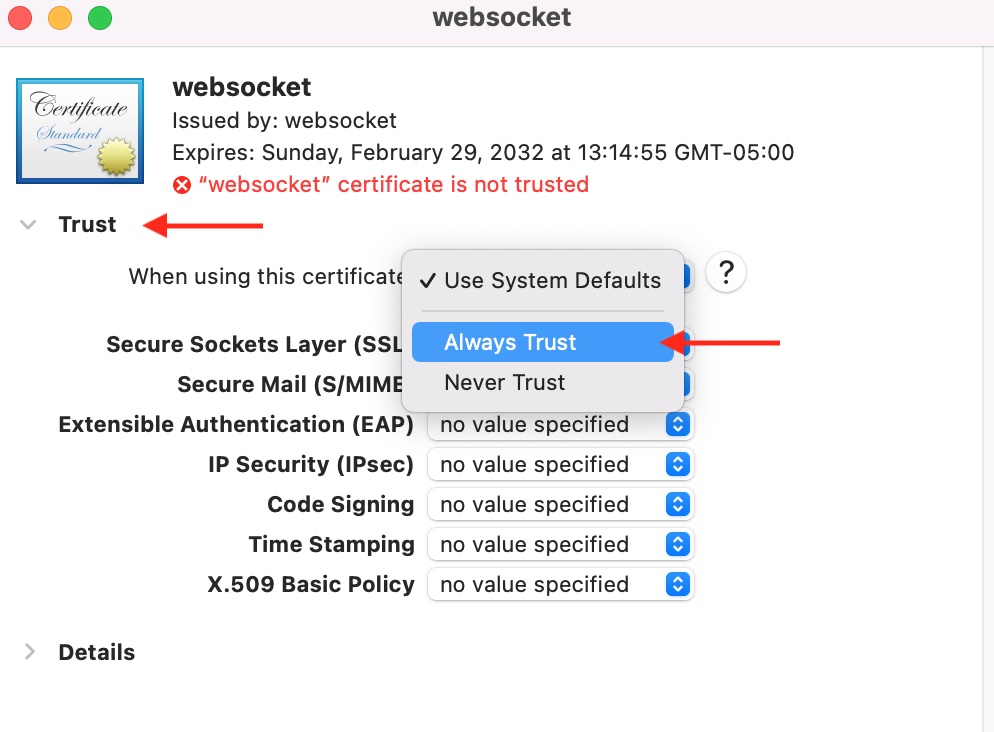 websocket
Certificate
Standard
websocket
Issued by: websocket
Expires: Sunday, February 29, 2032 at 13:14:55 GMT-05:00
“websocket” certificate is not trusted
Trust
When using this certificate
✓ Use System Defaults
?
Always Trust
Never Trust
Secure Sockets Layer (SSL
Secure Mail (S/MIME
Extensible Authentication (EAP) no value specified
IP Security (IPsec) no value specified
Code Signing no value specified
Time Stamping no value specified
X.509 Basic Policy no value specified
Details